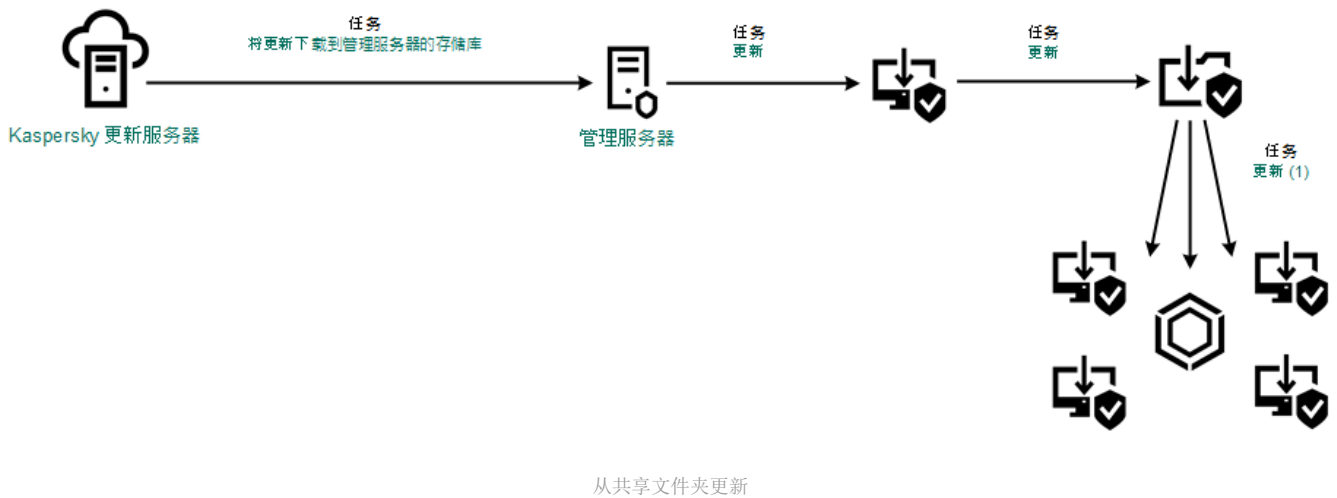 任务
将更新下载到管理服务器的存储库
任务
更新
任务
更新
Kaspersky 更新服务器
管理服务器
任务
更新 (1)
从共享文件夹更新